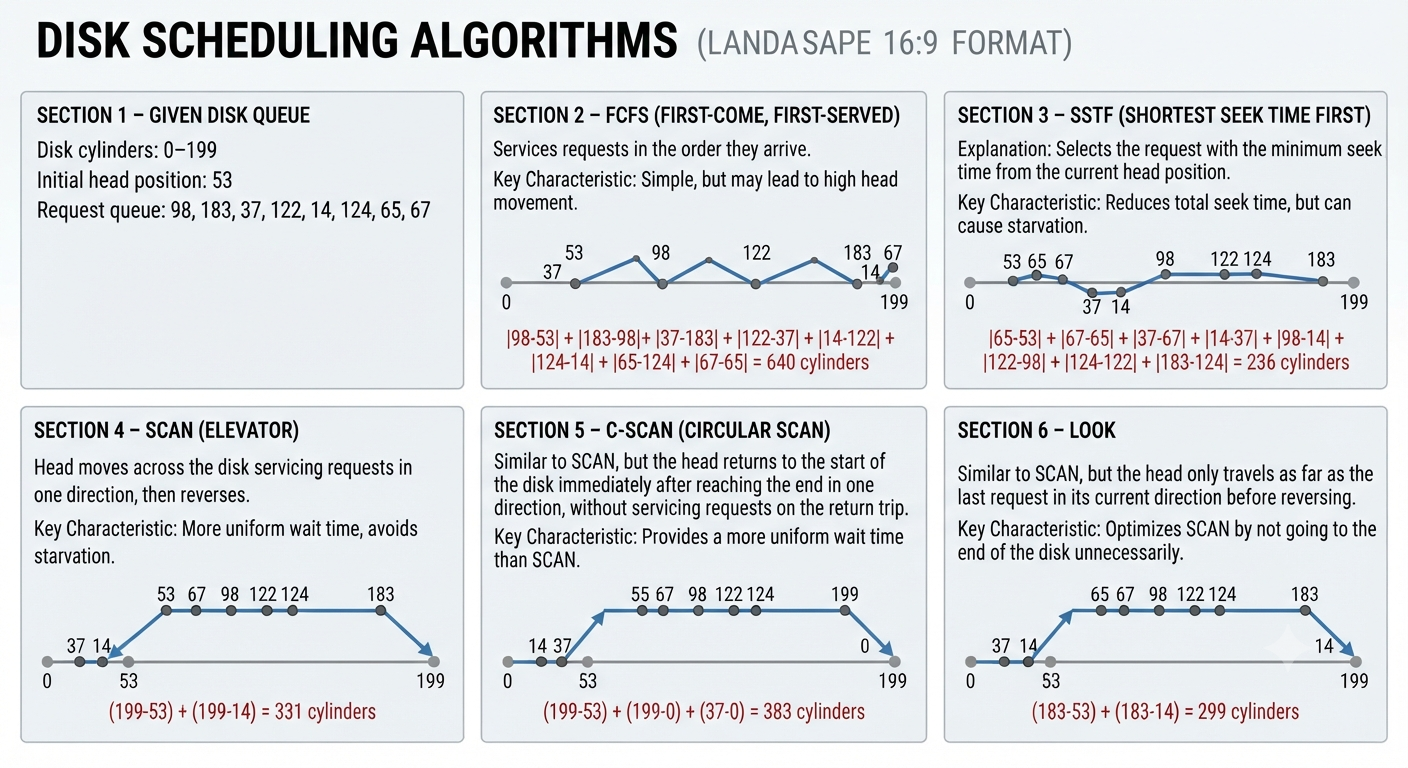 DISK SCHEDULING ALGORITHMS (LANDASAPE 16:9 FORMAT)
SECTION 1 – GIVEN DISK QUEUE
Disk cylinders: 0–199
Initial head position: 53
Request queue: 98, 183, 37, 122, 14, 124, 65, 67
SECTION 2 – FCFS (FIRST-COME, FIRST-SERVED)
Services requests in the order they arrive.
Key Characteristic: Simple, but may lead to high head
movement.
53 98 122 183 67
37 14
0 199
|98-53| + |183-98|+ |37-183| + |122-37| + |14-122| +
|124-14| + |65-124| + |67-65| = 640 cylinders
SECTION 3 – SSTF (SHORTEST SEEK TIME FIRST)
Explanation: Selects the request with the minimum seek
time from the current head position.
Key Characteristic: Reduces total seek time, but can
cause starvation.
53 65 67 98 122 124 183
37 14
0 199
|65-53| + |67-65| + |37-67| + |14-37| + |98-14| +
|122-98| + |124-122| + |183-124| = 236 cylinders
SECTION 4 – SCAN (ELEVATOR)
Head moves across the disk servicing requests in
one direction, then reverses.
Key Characteristic: More uniform wait time, avoids
starvation.
53 67 98 122 124 183
37 14
0 53 199
(199-53) + (199-14) = 331 cylinders
SECTION 5 – C-SCAN (CIRCULAR SCAN)
Similar to SCAN, but the head returns to the start of
the disk immediately after reaching the end in one
direction, without servicing requests on the return trip.
Key Characteristic: Provides a more uniform wait time
than SCAN.
55 67 98 122 124 199
14 37 0
0 53 199
(199-53) + (199-0) + (37-0) = 383 cylinders
SECTION 6 – LOOK
Similar to SCAN, but the head only travels as far as the
last request in its current direction before reversing.
Key Characteristic: Optimizes SCAN by not going to the
end of the disk unnecessarily.
65 67 98 122 124 183
37 14 14
0 53 199
(183-53) + (183-14) = 299 cylinders